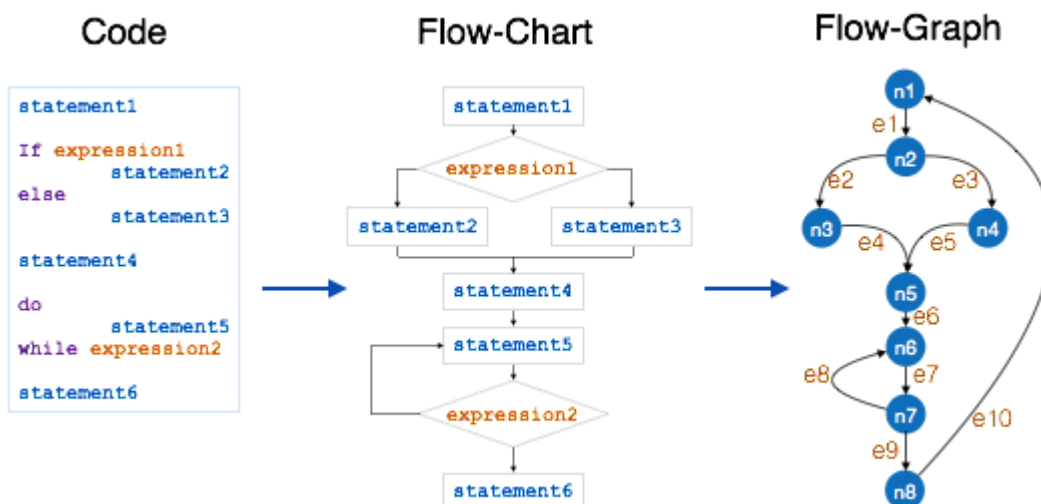 Code
statement1
If expression1
statement2
else
statement3
statement4
do
statement5
while expression2
statement6
Flow-Chart
statement1
expression1
statement2
statement3
statement4
statement5
expression2
statement6
Flow-Graph
n1
e1
n2
e2
e3
n3
n4
e4
e5
n5
e6
n6
e8
e7
n7
e10
e9
n8